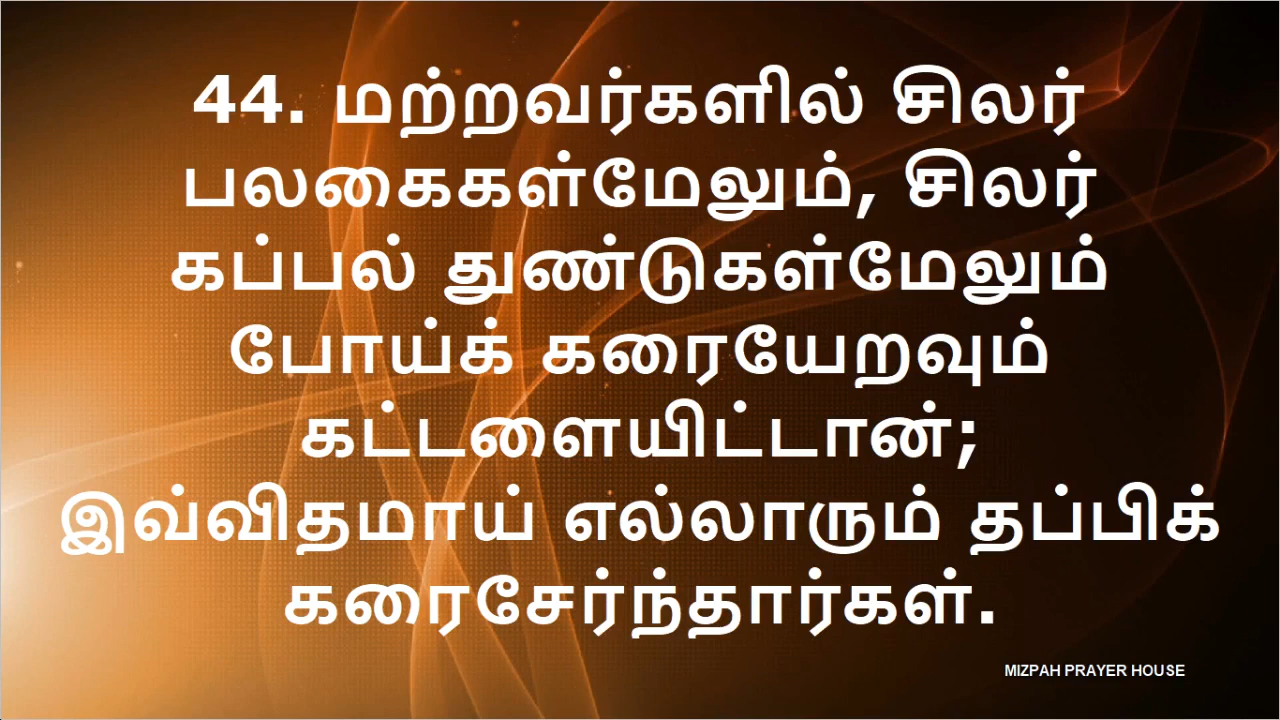 44. மற்றவர்களில் சிலர்
பலகைகள்மேலும், சிலர்
கப்பல் துண்டுகள்மேலும்
போய்க் கரையேறவும்
கட்டளையிட்டான்;
இவ்விதமாய் எல்லாரும் தப்பிக்
கரைசேர்ந்தார்கள்.
MIZPAH PRAYER HOUSE